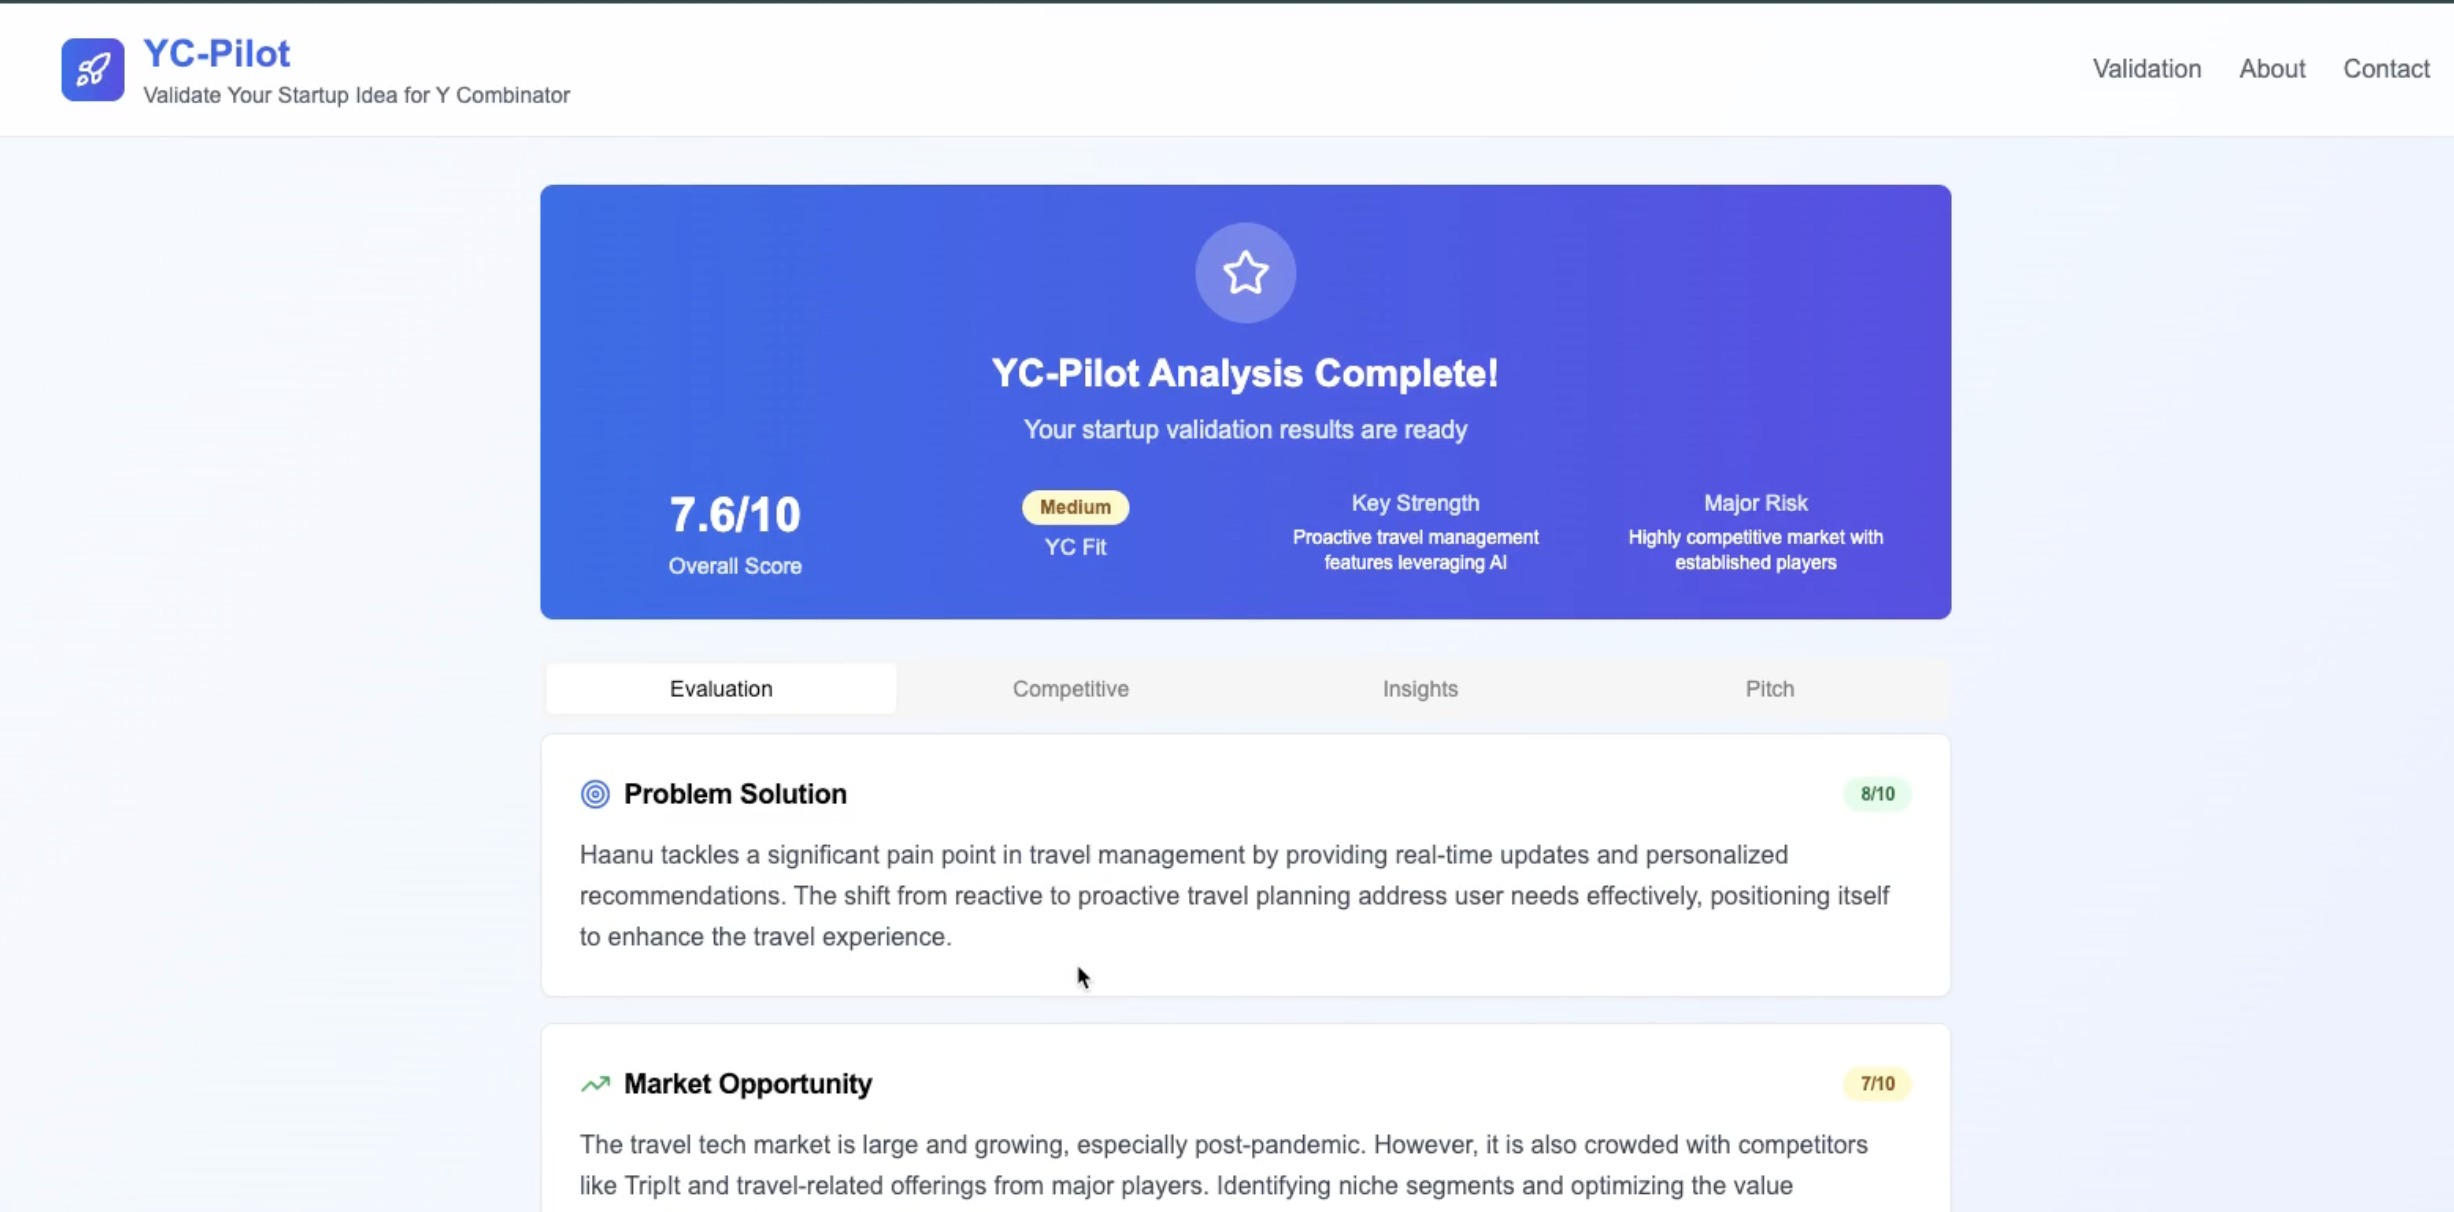 YC-Pilot
Validate Your Startup Idea for Y Combinator
Validation
About
Contact
YC-Pilot Analysis Complete!
Your startup validation results are ready
7.6/10
Overall Score
Medium
YC Fit
Key Strength
Proactive travel management
features leveraging AI
Major Risk
Highly competitive market with
established players
Evaluation
Competitive
Insights
Pitch
Problem Solution
8/10
Haanu tackles a significant pain point in travel management by providing real-time updates and personalized
recommendations. The shift from reactive to proactive travel planning address user needs effectively, positioning itself
to enhance the travel experience.
Market Opportunity
7/10
The travel tech market is large and growing, especially post-pandemic. However, it is also crowded with competitors
like TripIt and travel-related offerings from major players. Identifying niche segments and optimizing the value